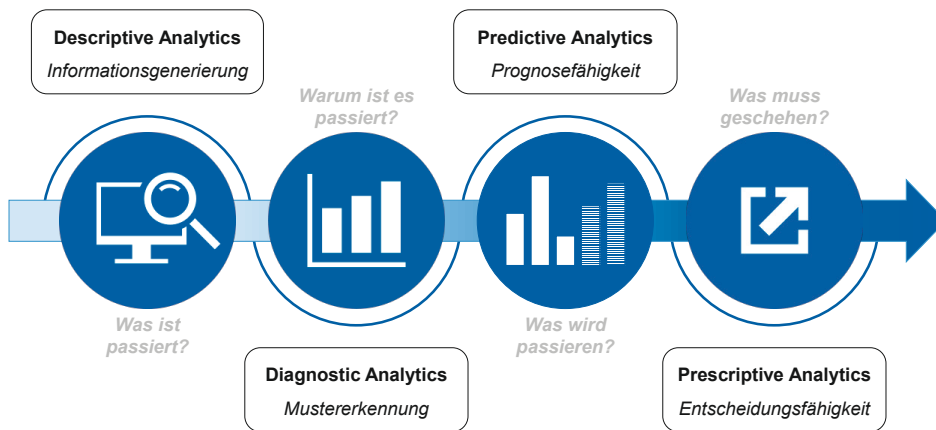 Descriptive Analytics
Informationsgenerierung
Predictive Analytics
Prognosefähigkeit
Warum ist es
passiert?
Was muss
geschehen?
Was ist
passiert?
Was wird
passieren?
Diagnostic Analytics
Mustererkennung
Prescriptive Analytics
Entscheidungsfähigkeit